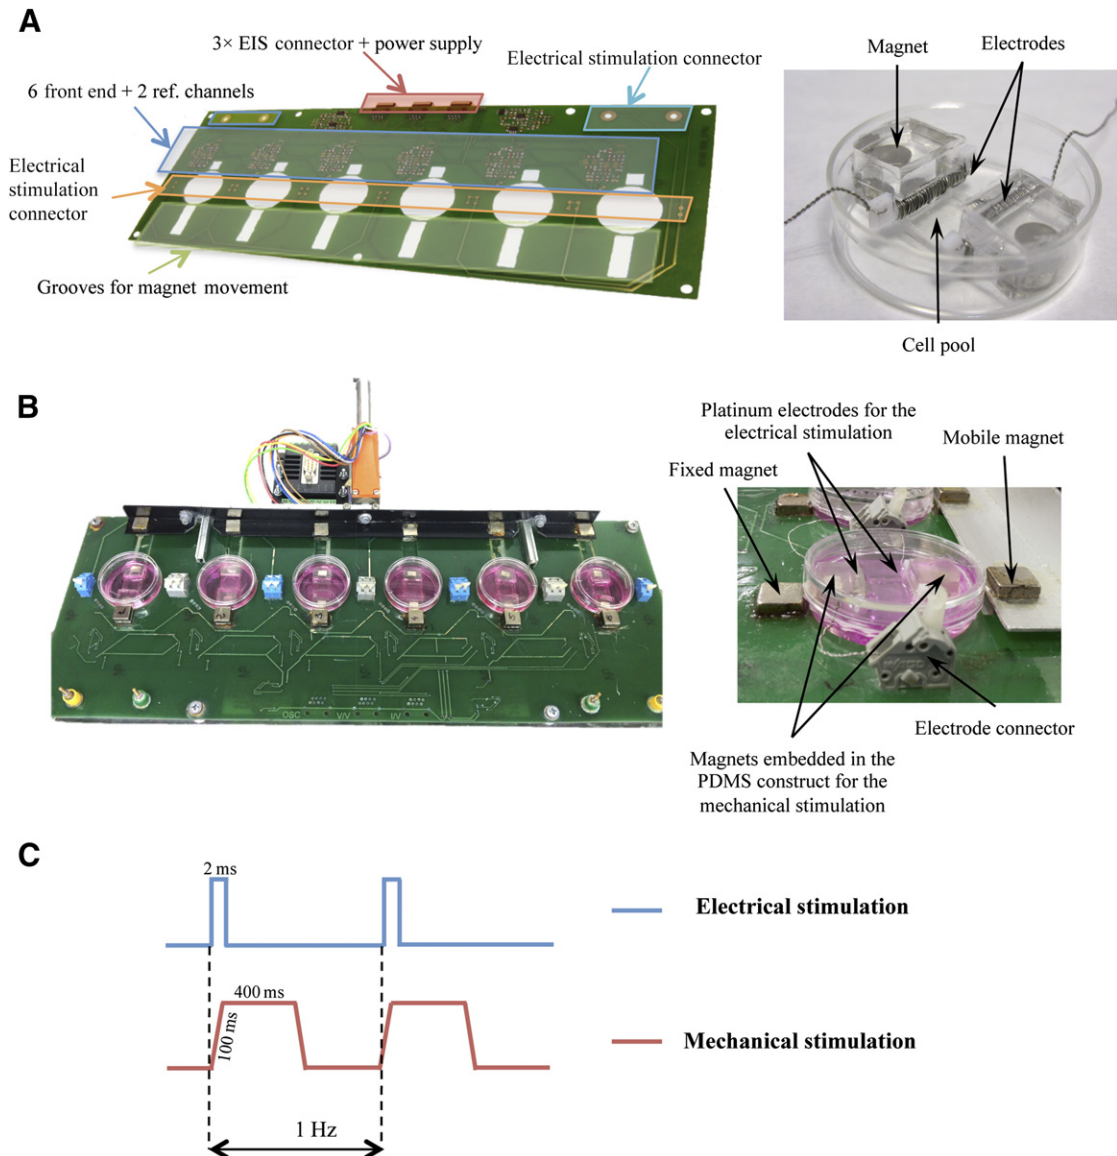 A
3× EIS connector + power supply
Electrical stimulation connector
6 front end + 2 ref. channels
Electrical
stimulation
connector
Grooves for magnet movement
Magnet
Electrodes
Cell pool
B
Platinum electrodes for the
electrical stimulation
Fixed magnet
Mobile magnet
Electrode connector
Magnets embedded in the
PDMS construct for the
mechanical stimulation
OSC V/V I/V
C
2 ms
Electrical stimulation
400 ms
100 ms
Mechanical stimulation
1 Hz